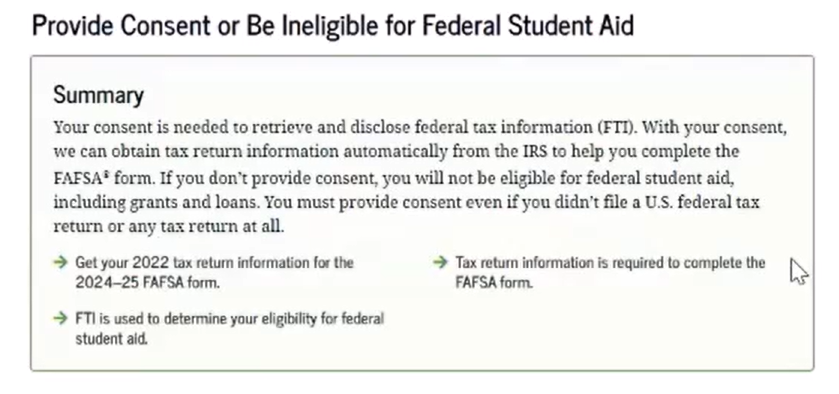 Provide Consent or Be Ineligible for Federal Student Aid
Summary
Your consent is needed to retrieve and disclose federal tax information (FTI). With your consent,
we can obtain tax return information automatically from the IRS to help you complete the
FAFSA® form. If you don't provide consent, you will not be eligible for federal student aid,
including grants and loans. You must provide consent even if you didn't file a U.S. federal tax
return or any tax return at all.
→ Get your 2022 tax return information for the
2024–25 FAFSA form.
→ FTI is used to determine your eligibility for federal
student aid.
→ Tax return information is required to complete the
FAFSA form.